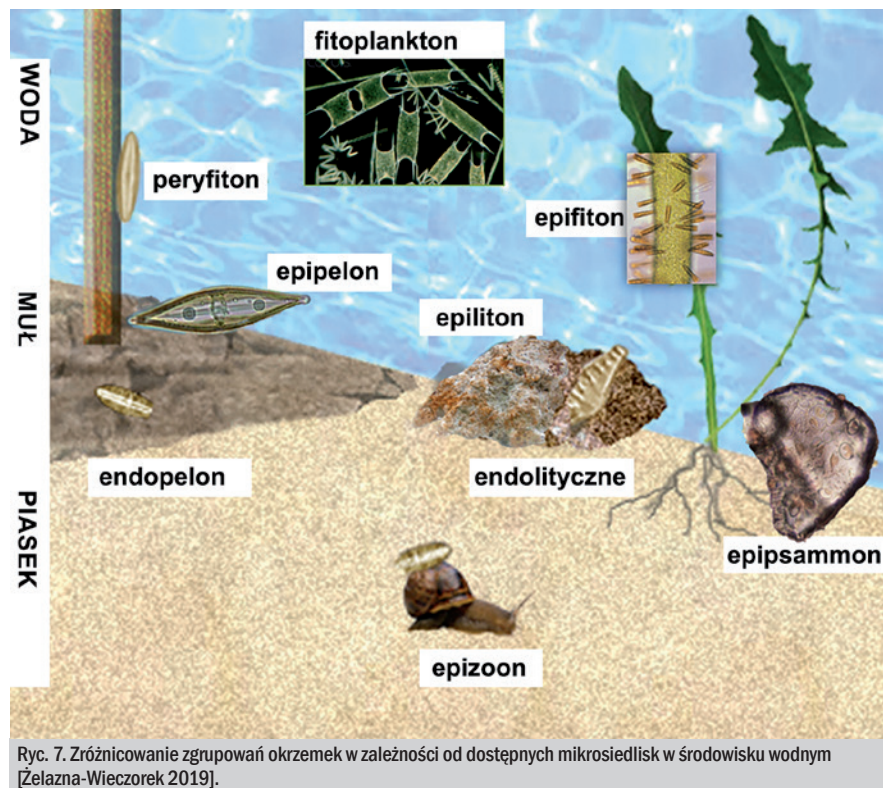 fitoplankton
WODA
peryfiton
epifiton
epipelon
MUŁ
epiliton
endopelon
endolityczne
PIASEK
epipsammon
epizoon
Ryc. 7. Zróżnicowanie zgrupowań okrzemek w zależności od dostępnych mikrosiedlisk w środowisku wodnym
[Żelazna-Wieczorek 2019].